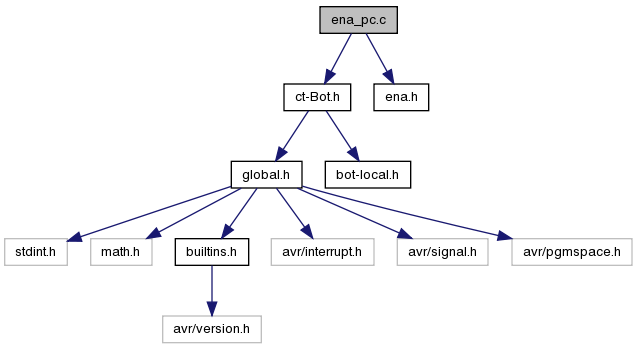 ena_pc.c
ct-Bot.h
ena.h
global.h
bot-local.h
stdint.h
math.h
builtins.h
avr/interrupt.h
avr/signal.h
avr/pgmspace.h
avr/version.h